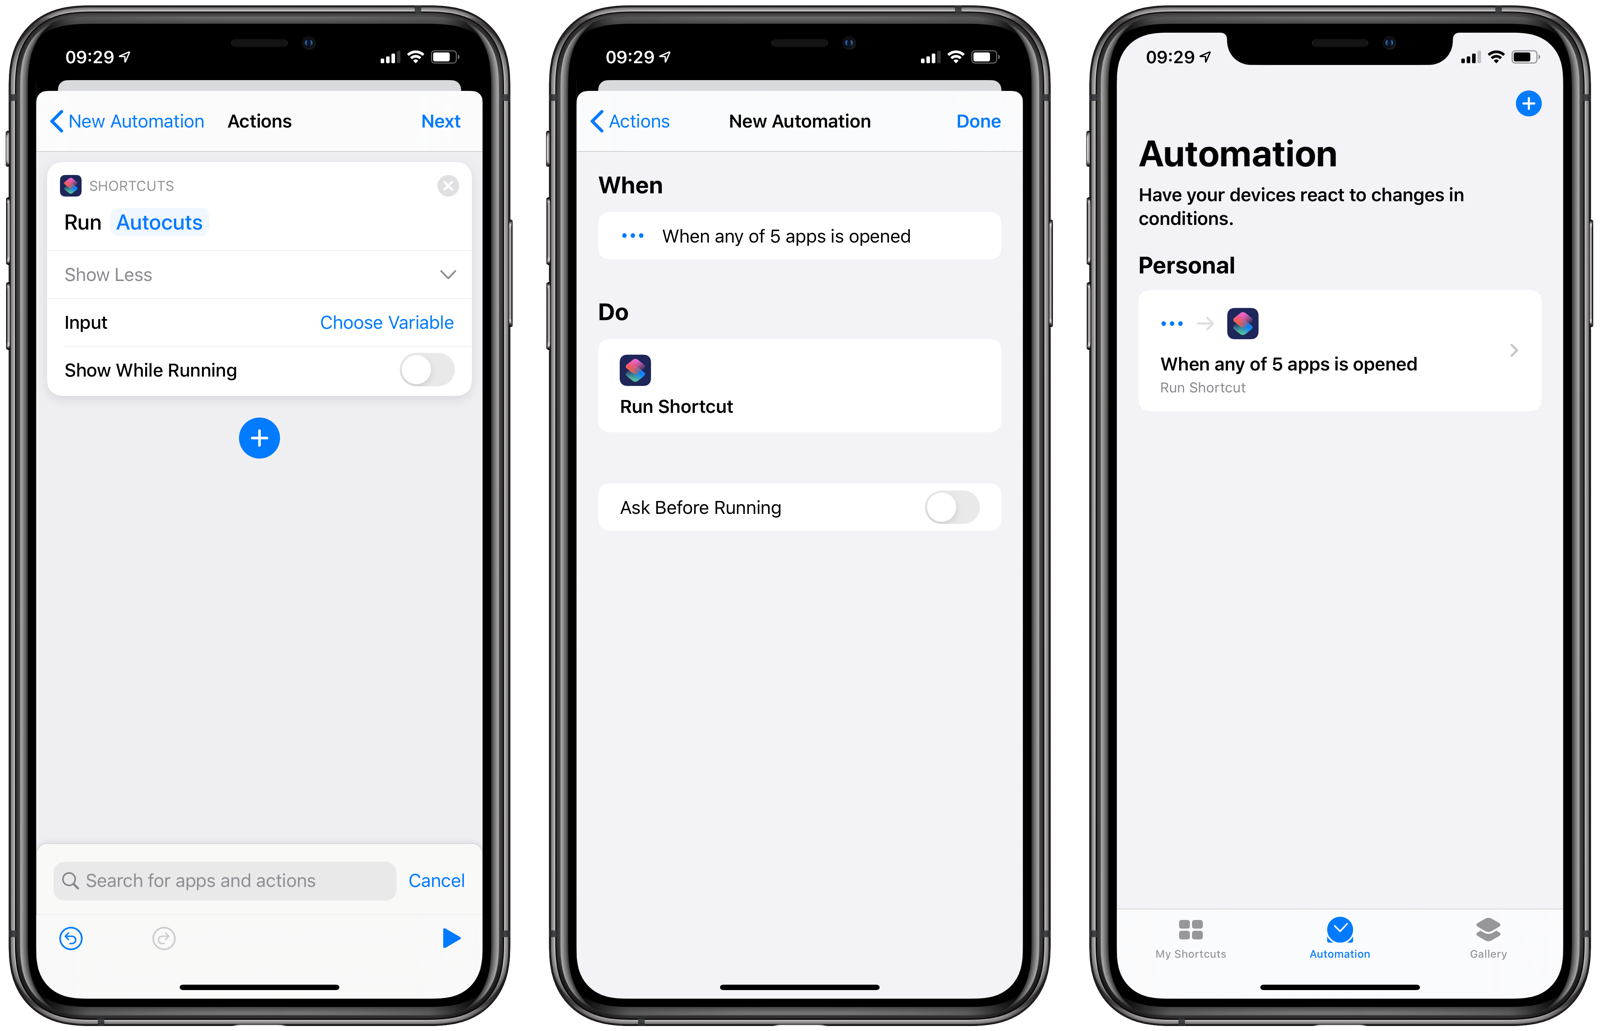 09:29
New Automation
Actions
Next
SHORTCUTS
Run Autocuts
Show Less
Input
Choose Variable
Show While Running
Search for apps and actions
Cancel
09:29
Actions
New Automation
Done
When
When any of 5 apps is opened
Do
Run Shortcut
Ask Before Running
09:29
Automation
Have your devices react to changes in
conditions.
Personal
When any of 5 apps is opened
Run Shortcut
My Shortcuts
Automation
Gallery